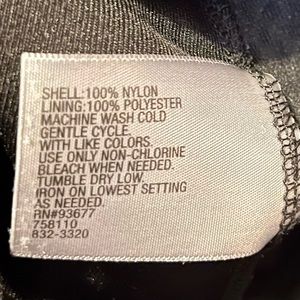 SHELL:100% NYLON
LINING:100% POLYESTER
MACHINE WASH COLD
GENTLE CYCLE.
WITH LIKE COLORS.
USE ONLY NON-CHLORINE
BLEACH WHEN NEEDED.
TUMBLE DRY LOW.
IRON ON LOWEST SETTING
AS NEEDED.
RN#93677
758110
832-3320